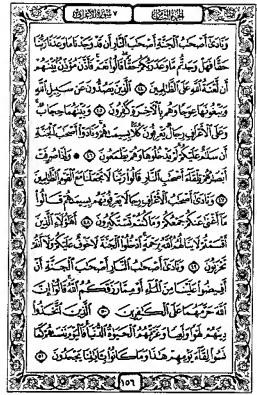 الجزء الثامن ٧ سورة الأعراف
وَنَادَىٰ أَصْحَابُ الْجَنَّةِ أَصْحَابَ النَّارِ أَن قَدْ وَجَدْنَا مَا وَعَدَنَا رَبُّنَا
حَقًّا فَهَلْ وَجَدتُّم مَّا وَعَدَ رَبُّكُمْ حَقًّا قَالُوا نَعَمْ فَأَذَّنَ مُؤَذِّنٌ بَيْنَهُمْ
أَن لَّعْنَةُ اللَّهِ عَلَى الظَّالِمِينَ ٤٤ الَّذِينَ يَصُدُّونَ عَن سَبِيلِ اللَّهِ
وَيَبْغُونَهَا عِوَجًا وَهُم بِالْآخِرَةِ كَافِرُونَ ٤٥ وَبَيْنَهُمَا حِجَابٌ
وَعَلَى الْأَعْرَافِ رِجَالٌ يَعْرِفُونَ كُلًّا بِسِيمَاهُمْ وَنَادَوْا أَصْحَابَ الْجَنَّةِ
أَن سَلَامٌ عَلَيْكُمْ لَمْ يَدْخُلُوهَا وَهُمْ يَطْمَعُونَ ٤٦ ۞ وَإِذَا صُرِفَتْ
أَبْصَارُهُمْ تِلْقَاءَ أَصْحَابِ النَّارِ قَالُوا رَبَّنَا لَا تَجْعَلْنَا مَعَ الْقَوْمِ الظَّالِمِينَ
٤٧ وَنَادَىٰ أَصْحَابُ الْأَعْرَافِ رِجَالًا يَعْرِفُونَهُم بِسِيمَاهُمْ قَالُوا
مَا أَغْنَىٰ عَنكُمْ جَمْعُكُمْ وَمَا كُنتُمْ تَسْتَكْبِرُونَ ٤٨ أَهَٰؤُلَاءِ الَّذِينَ
أَقْسَمْتُمْ لَا يَنَالُهُمُ اللَّهُ بِرَحْمَةٍ ادْخُلُوا الْجَنَّةَ لَا خَوْفٌ عَلَيْكُمْ وَلَا أَنتُمْ
تَحْزَنُونَ ٤٩ وَنَادَىٰ أَصْحَابُ النَّارِ أَصْحَابَ الْجَنَّةِ أَنْ
أَفِيضُوا عَلَيْنَا مِنَ الْمَاءِ أَوْ مِمَّا رَزَقَكُمُ اللَّهُ قَالُوا إِنَّ
اللَّهَ حَرَّمَهُمَا عَلَى الْكَافِرِينَ ٥٠ الَّذِينَ اتَّخَذُوا
دِينَهُمْ لَهْوًا وَلَعِبًا وَغَرَّتْهُمُ الْحَيَاةُ الدُّنْيَا فَالْيَوْمَ نَنسَاهُمْ كَمَا
نَسُوا لِقَاءَ يَوْمِهِمْ هَٰذَا وَمَا كَانُوا بِآيَاتِنَا يَجْحَدُونَ ٥١
١٥٦